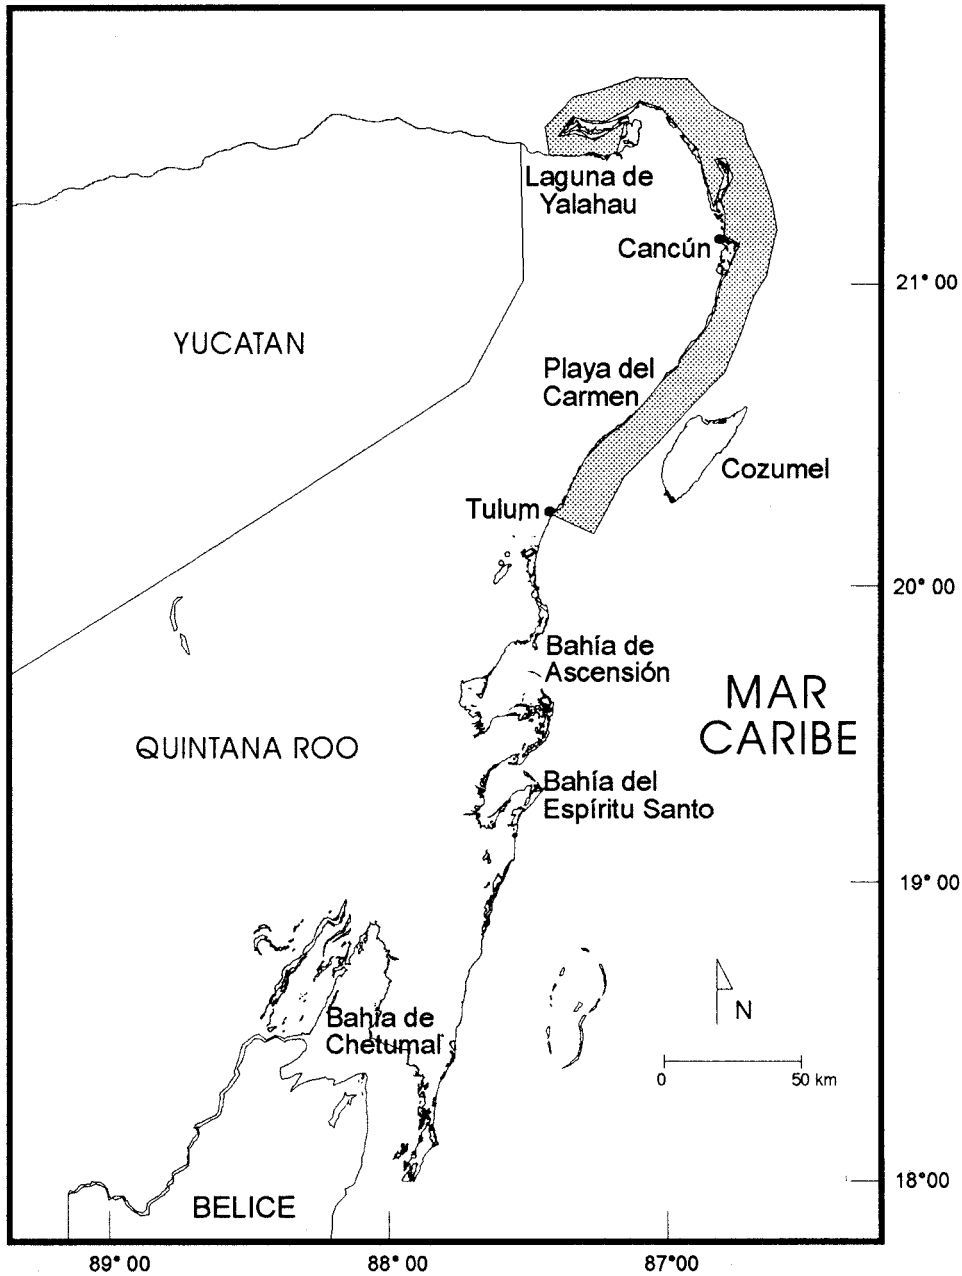 Laguna de
Yalahau
Cancún
21° 00
YUCATAN
Playa del
Carmen
Cozumel
Tulum
20° 00
Bahía de
Ascensión
MAR
CARIBE
QUINTANA ROO
Bahía del
Espíritu Santo
19° 00
N
Bahía de
Chetumal
0 50 km
18°00
BELICE
89° 00 88° 00 87°00